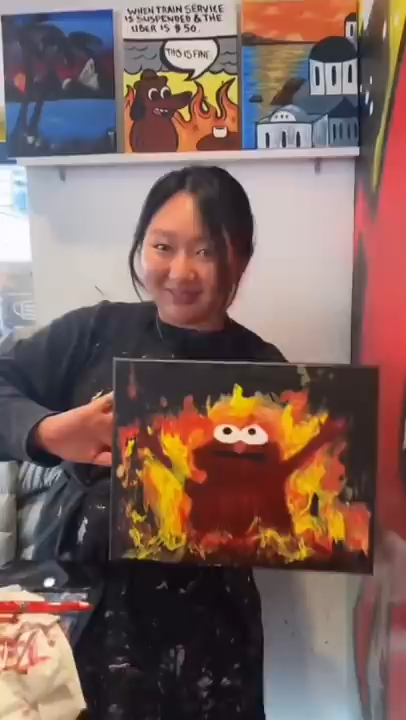 WHEN TRAIN SERVICE
IS SUSPENDED & THE
UBER IS $50.
THIS IS FINE.